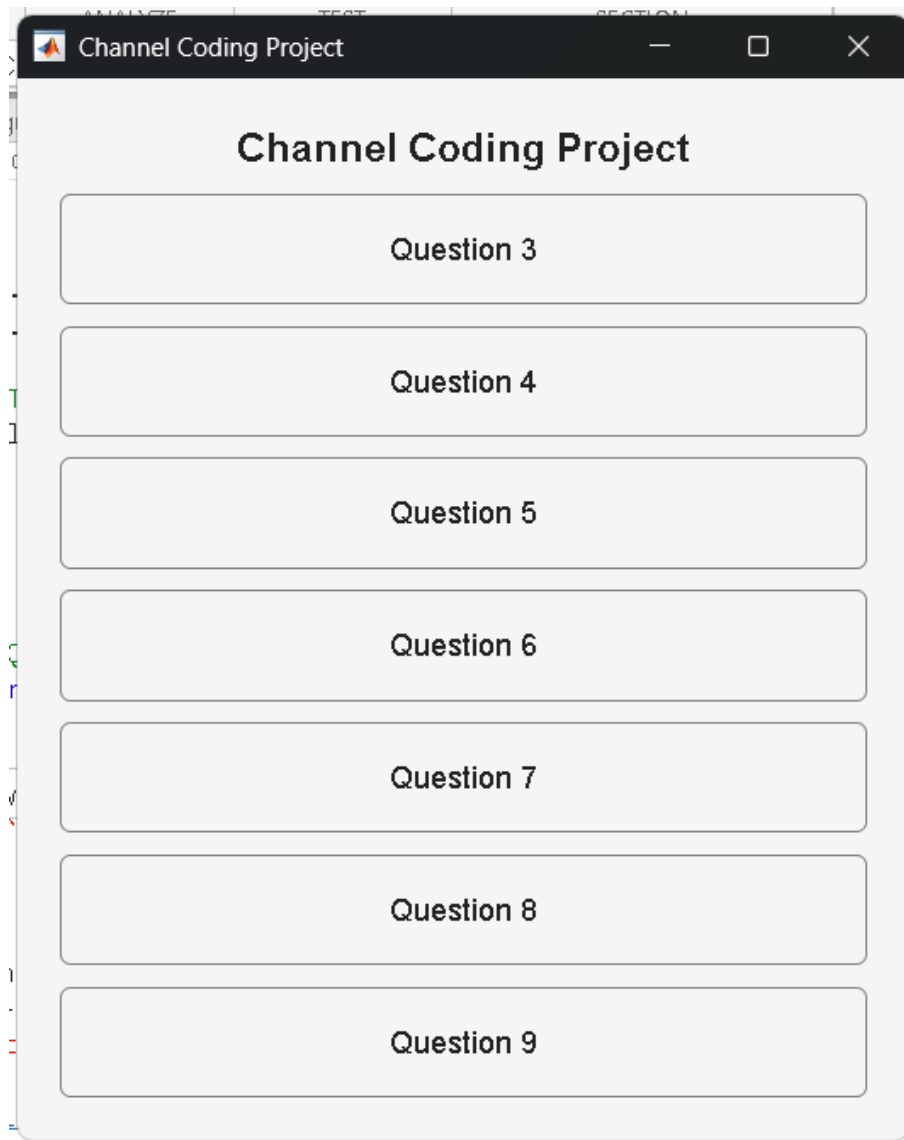 Channel Coding Project
Channel Coding Project
Question 3
Question 4
Question 5
Question 6
Question 7
Question 8
Question 9